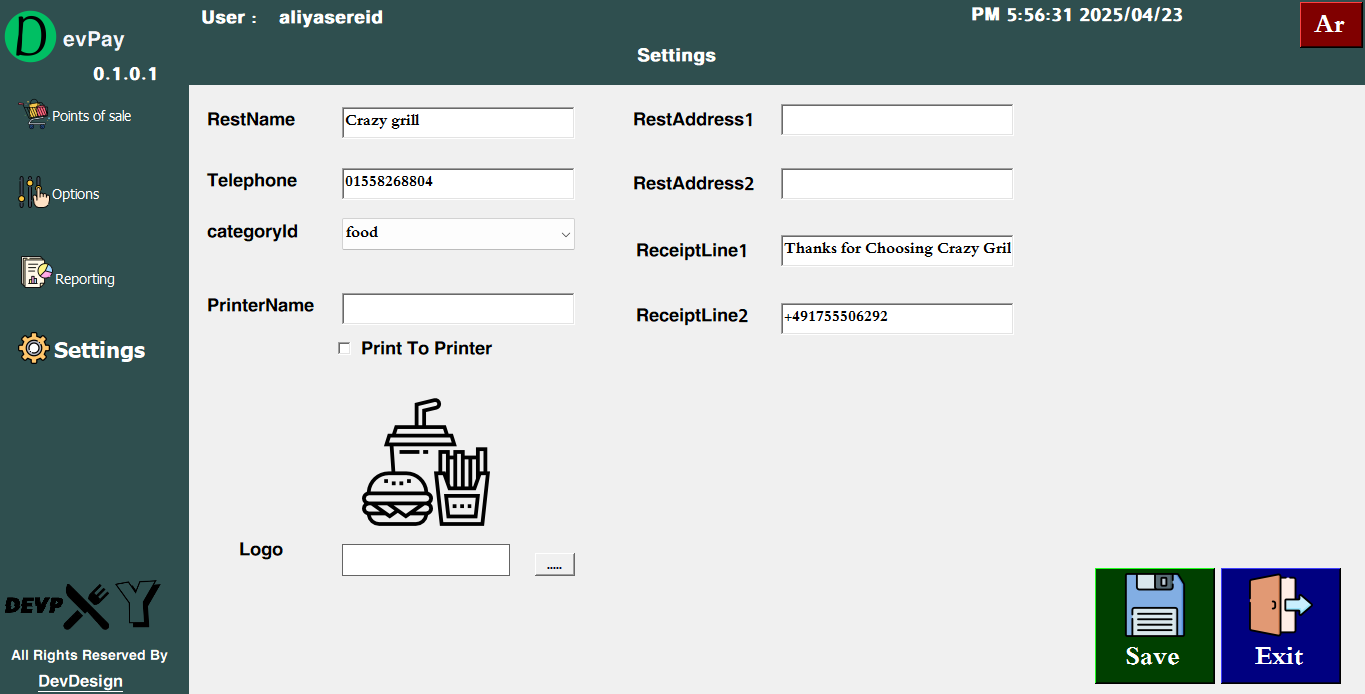 D evPay
0.1.0.1
User : aliyasereid
PM 5:56:31 2025/04/23
Ar
Settings
Points of sale
Options
Reporting
Settings
RestName Crazy grill
Telephone 01558268804
categoryId food
PrinterName
Print To Printer
Logo
.....
RestAddress1
RestAddress2
ReceiptLine1 Thanks for Choosing Crazy Gril
ReceiptLine2 +491755506292
DEVP Y
All Rights Reserved By
DevDesign
Save
Exit